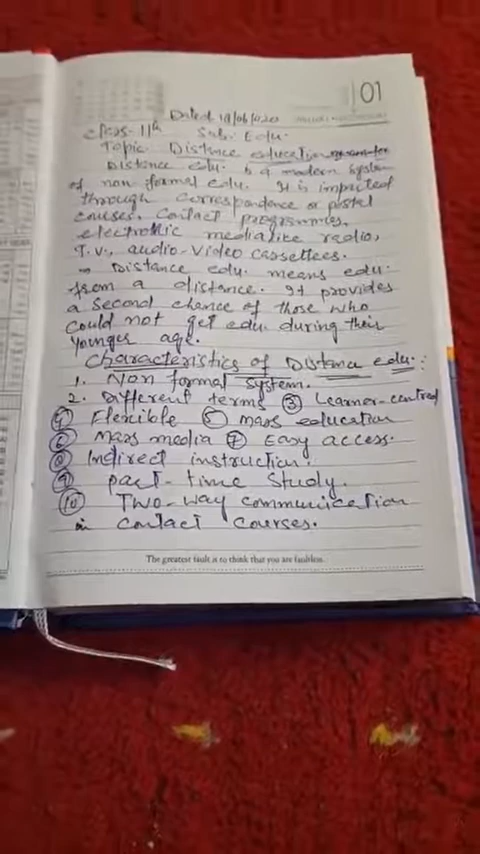 01
Dated 19/06/2020
Class-11th Sub: Edu.
Topic Distance education
Distance edu. is a modern system
of non formal edu. It is imparted
through correspondence or postal
courses. Contact programmes,
electronic media like radio,
T.V., audio-video cassettees.
→ Distance edu. means edu.
from a distance. It provides
a second chance of those who
could not get edu. during their
younger age.
Characteristics of Distance edu.:
1. Non formal system.
2. Different terms ③ Learner-centred
④ Flexible ⑤ mass education
⑥ Mass media ⑦ Easy access.
⑧ Indirect instruction.
⑨ part-time study.
⑩ Two-way communication
in contact courses.
The greatest fault is to think that you are faultless.